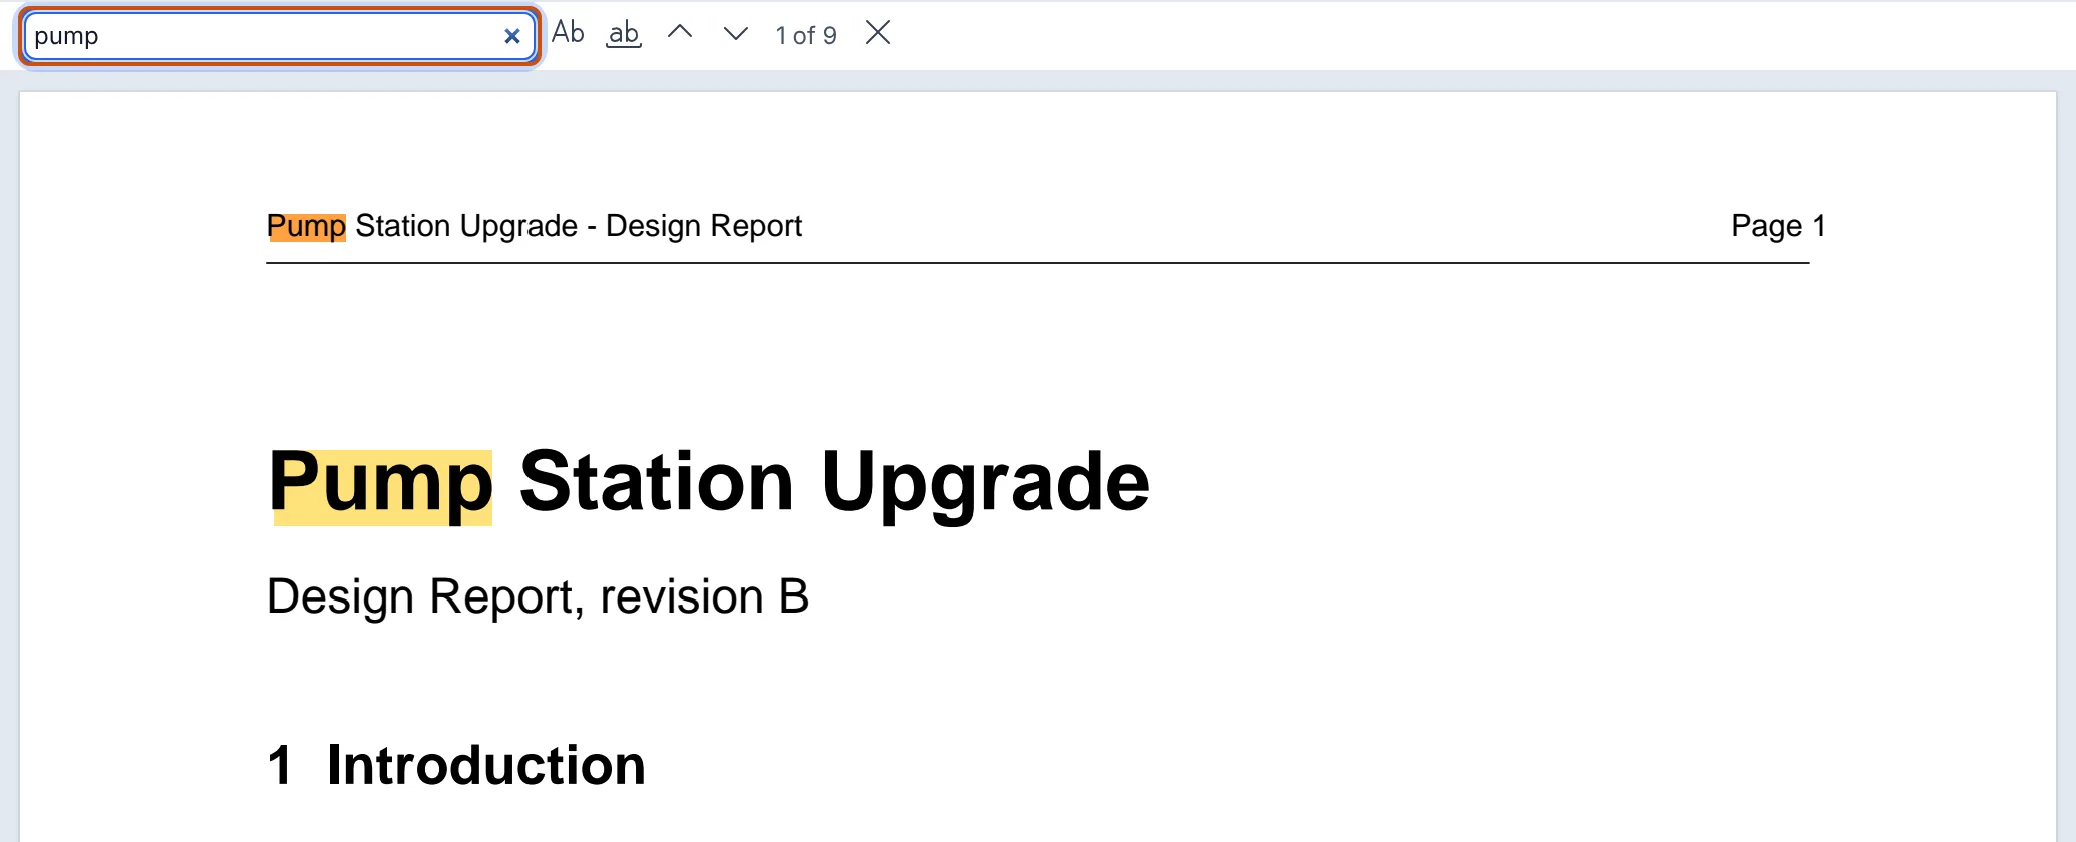 pump × Ab ab 1 of 9
Pump Station Upgrade - Design Report Page 1
Pump Station Upgrade
Design Report, revision B
1 Introduction